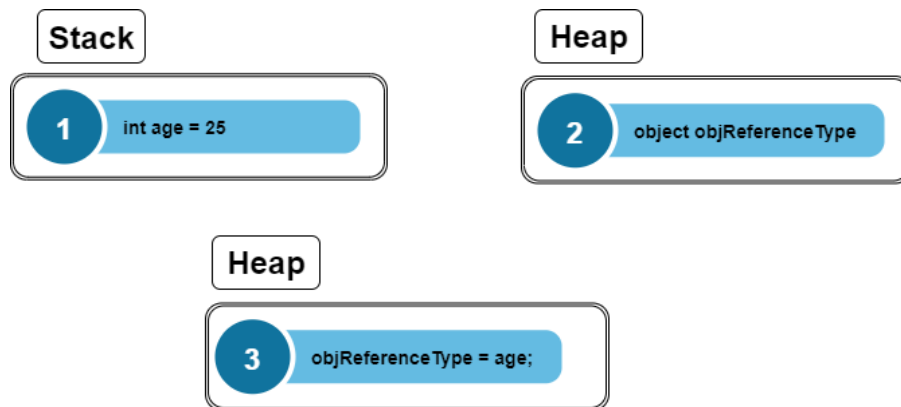 Stack
1
int age = 25
Heap
2
object objReferenceType
Heap
3
objReferenceType = age;